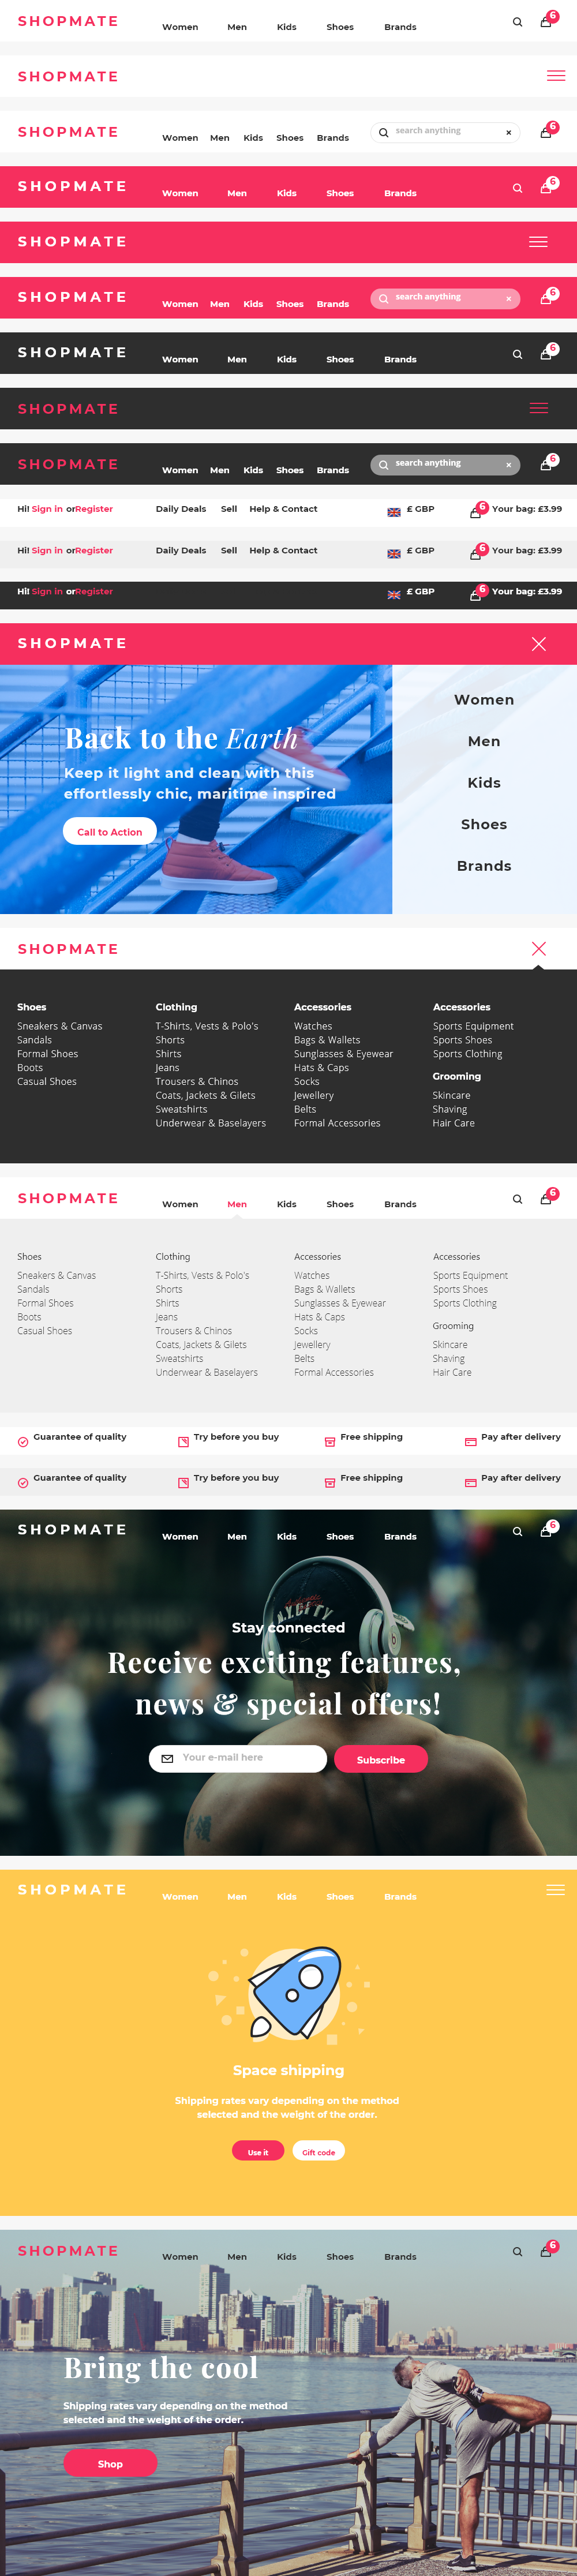 SHOPMATE Women Men Kids Shoes Brands 6
SHOPMATE
SHOPMATE Women Men Kids Shoes Brands search anything × 6
SHOPMATE Women Men Kids Shoes Brands 6
SHOPMATE
SHOPMATE Women Men Kids Shoes Brands search anything × 6
SHOPMATE Women Men Kids Shoes Brands 6
SHOPMATE
SHOPMATE Women Men Kids Shoes Brands search anything × 6
Hi! Sign in orRegister Daily Deals Sell Help & Contact £ GBP 6 Your bag: £3.99
Hi! Sign in orRegister Daily Deals Sell Help & Contact £ GBP 6 Your bag: £3.99
Hi! Sign in orRegister £ GBP 6 Your bag: £3.99
SHOPMATE
Back to the Earth
Keep it light and clean with this
effortlessly chic, maritime inspired
Call to Action
Women
Men
Kids
Shoes
Brands
SHOPMATE
Shoes
Sneakers & Canvas
Sandals
Formal Shoes
Boots
Casual Shoes
Clothing
T-Shirts, Vests & Polo's
Shorts
Shirts
Jeans
Trousers & Chinos
Coats, Jackets & Gilets
Sweatshirts
Underwear & Baselayers
Accessories
Watches
Bags & Wallets
Sunglasses & Eyewear
Hats & Caps
Socks
Jewellery
Belts
Formal Accessories
Accessories
Sports Equipment
Sports Shoes
Sports Clothing
Grooming
Skincare
Shaving
Hair Care
SHOPMATE Women Men Kids Shoes Brands 6
Shoes
Sneakers & Canvas
Sandals
Formal Shoes
Boots
Casual Shoes
Clothing
T-Shirts, Vests & Polo's
Shorts
Shirts
Jeans
Trousers & Chinos
Coats, Jackets & Gilets
Sweatshirts
Underwear & Baselayers
Accessories
Watches
Bags & Wallets
Sunglasses & Eyewear
Hats & Caps
Socks
Jewellery
Belts
Formal Accessories
Accessories
Sports Equipment
Sports Shoes
Sports Clothing
Grooming
Skincare
Shaving
Hair Care
Guarantee of quality Try before you buy Free shipping Pay after delivery
Guarantee of quality Try before you buy Free shipping Pay after delivery
SHOPMATE Women Men Kids Shoes Brands 6
Stay connected
Receive exciting features,
news & special offers!
Your e-mail here Subscribe
SHOPMATE Women Men Kids Shoes Brands
Space shipping
Shipping rates vary depending on the method
selected and the weight of the order.
Use it Gift code
SHOPMATE Women Men Kids Shoes Brands 6
Bring the cool
Shipping rates vary depending on the method
selected and the weight of the order.
Shop